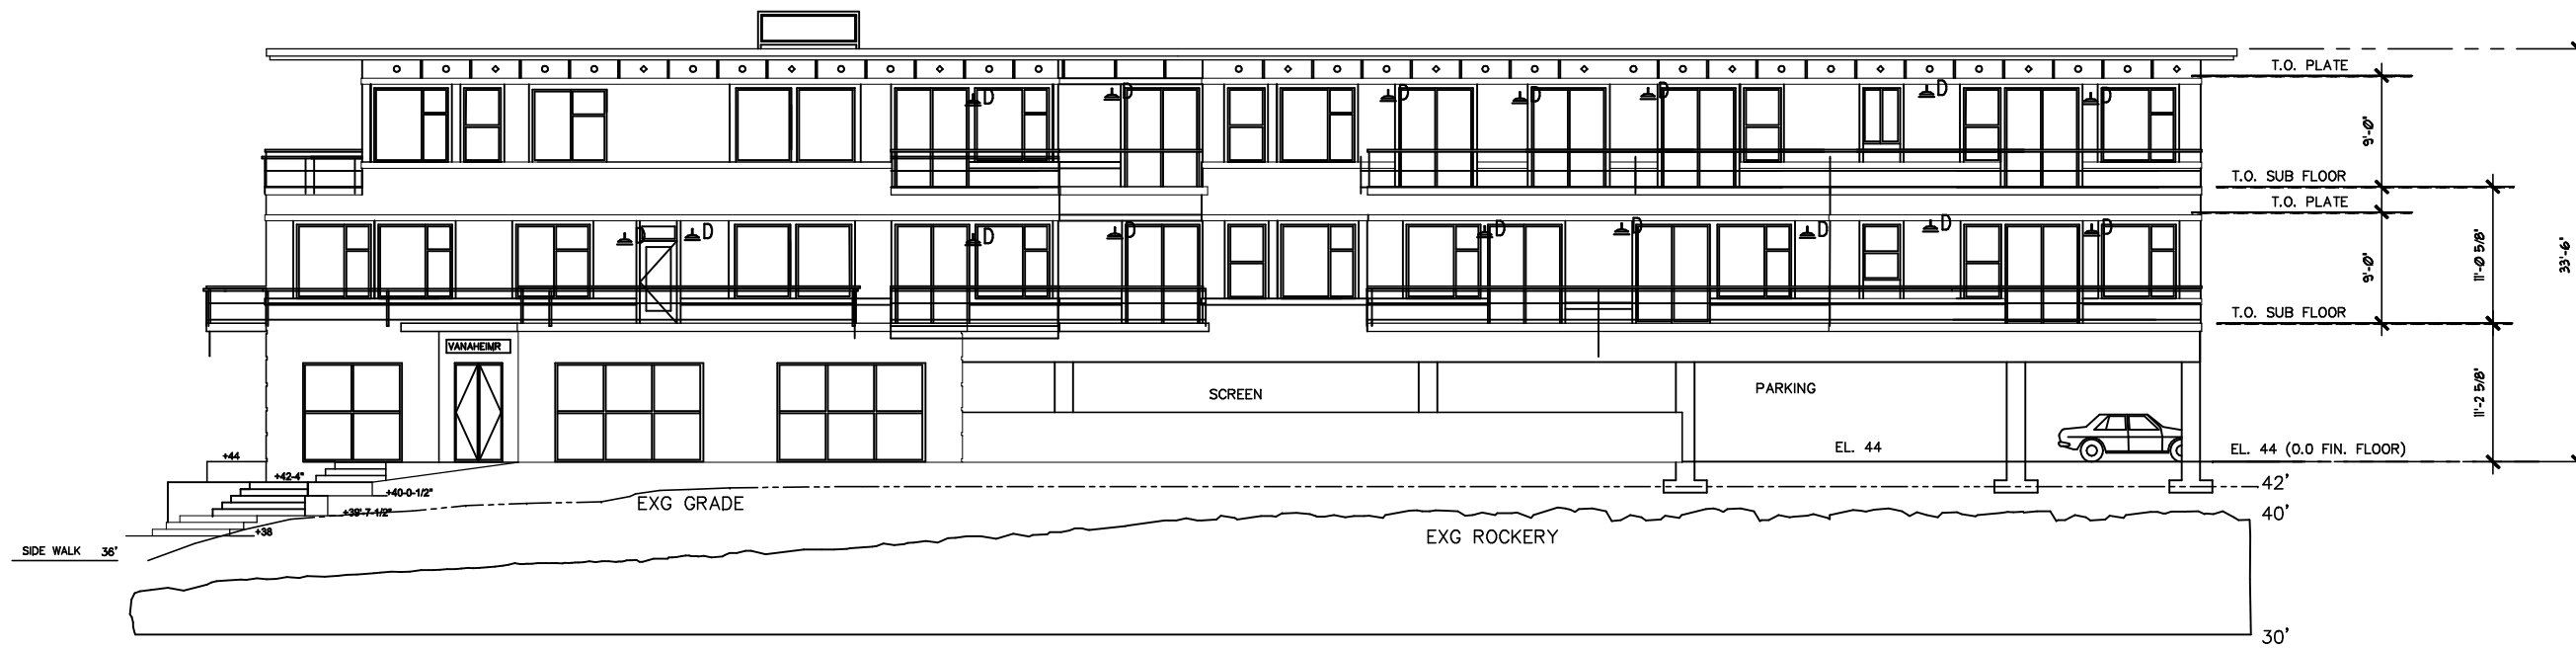 T.O. PLATE
D D D D D D D
9'-0"
T.O. SUB FLOOR
T.O. PLATE
D D D D D D D D D
9'-0"
11'-0 5/8"
33'-6"
T.O. SUB FLOOR
VANAHEIMR
SCREEN
PARKING
11'-2 5/8"
+44
EL. 44
EL. 44 (0.0 FIN. FLOOR)
+42-4"
+40-0-1/2"
42'
EXG GRADE
+39'-7-1/2"
40'
+38
EXG ROCKERY
SIDE WALK 36'
30'